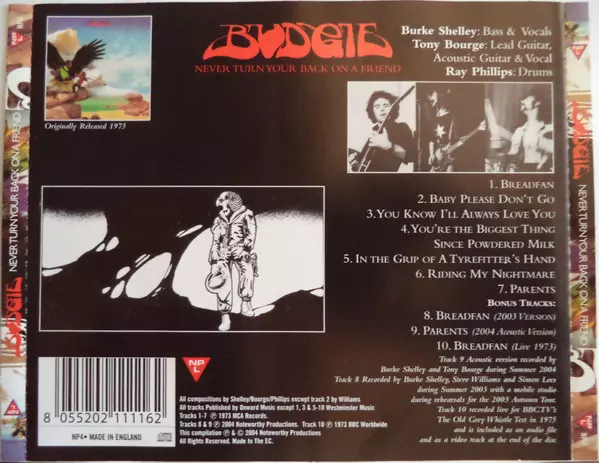 BUDGIE
NEVER TURN YOUR BACK ON A FRIEND
Originally Released 1973
Burke Shelley: Bass & Vocals
Tony Bourge: Lead Guitar,
Acoustic Guitar & Vocal
Ray Phillips: Drums
1. Breadfan
2. Baby Please Don't Go
3. You Know I'll Always Love You
4. You're the Biggest Thing
Since Powdered Milk
5. In the Grip of A Tyrefitter's Hand
6. Riding My Nightmare
7. Parents
Bonus Tracks:
8. Breadfan (2003 Version)
9. Parents (2004 Acoustic Version)
10. Breadfan (Live 1973)
Track 9 Acoustic version recorded by
Burke Shelley and Tony Bourge during Summer 2004
Track 8 Recorded by Burke Shelley, Steve Williams and Simon Lees
during Summer 2003 with a mobile studio
during rehearsals for the 2003 Autumn Tour.
Track 10 recorded live for BBCTV's
The Old Grey Whistle Test in 1975
and is included as an audio file
and as a video track at the end of the disc
8 055202 111162
NP4• MADE IN ENGLAND
NP
L
All compositions by Shelley/Bourge/Phillips excwpt track 2 by Williams
All tracks Published by Onward Music except 1, 3 & 5-10 Westminster Music
Tracks 1-7 ℗ 1973 MCA Records.
Tracks 8 & 9 ℗ 2004 Noteworthy Productions. Track 10 ℗ 1973 BBC Worldwide
This compilation ℗ & © 2004 Noteworthy Productions
All Rights Reserved. Made In The EC.
BUDGIE NEVER TURN YOUR BACK ON A FRIEND
BUDGIE NEVER TURN YOUR BACK ON A FRIEND